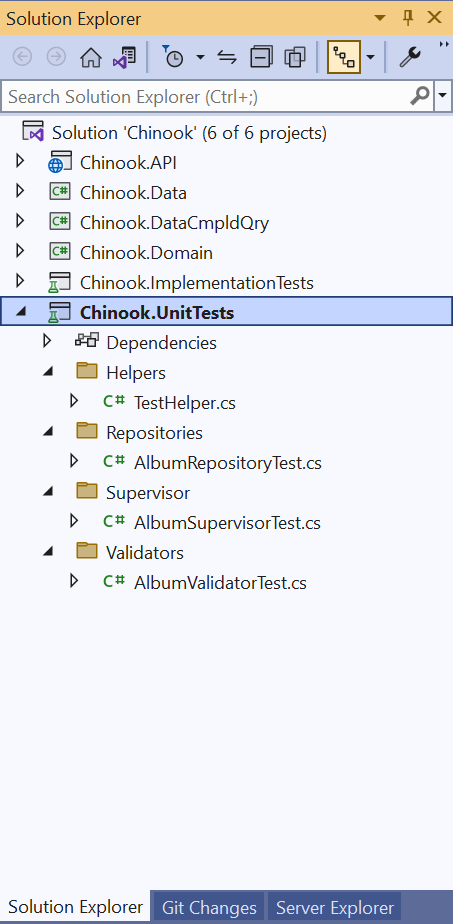 Solution Explorer
Search Solution Explorer (Ctrl+;)
Solution 'Chinook' (6 of 6 projects)
Chinook.API
C# Chinook.Data
C# Chinook.DataCmpldQry
C# Chinook.Domain
Chinook.ImplementationTests
Chinook.UnitTests
Dependencies
Helpers
C# TestHelper.cs
Repositories
C# AlbumRepositoryTest.cs
Supervisor
C# AlbumSupervisorTest.cs
Validators
C# AlbumValidatorTest.cs
Solution Explorer Git Changes Server Explorer